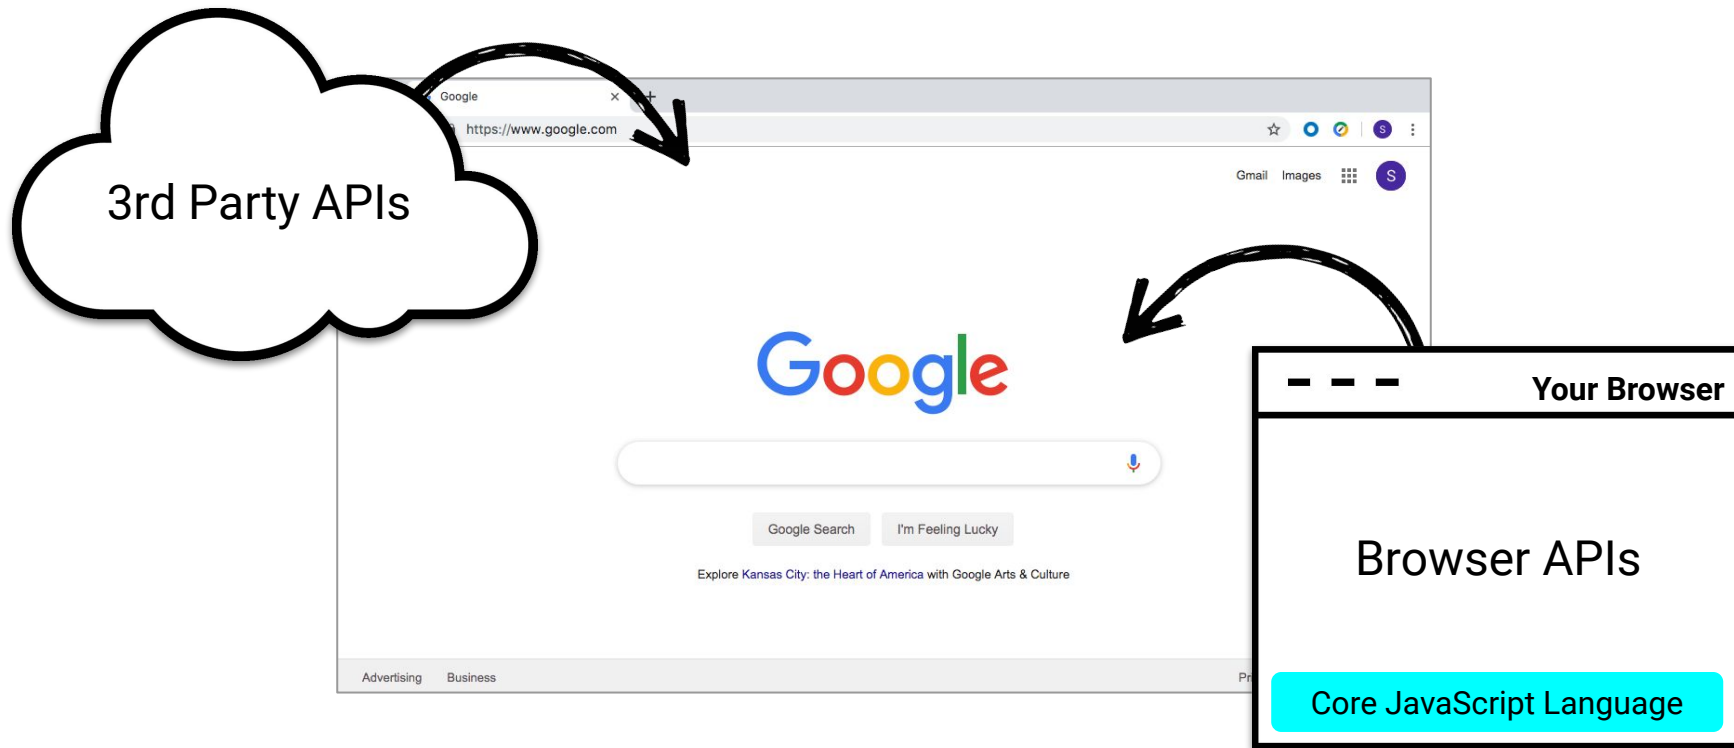 Google
https://www.google.com
S
Gmail Images S
3rd Party APIs
Google
Your Browser
Google Search I'm Feeling Lucky
Browser APIs
Explore Kansas City: the Heart of America with Google Arts & Culture
Advertising Business
Core JavaScript Language